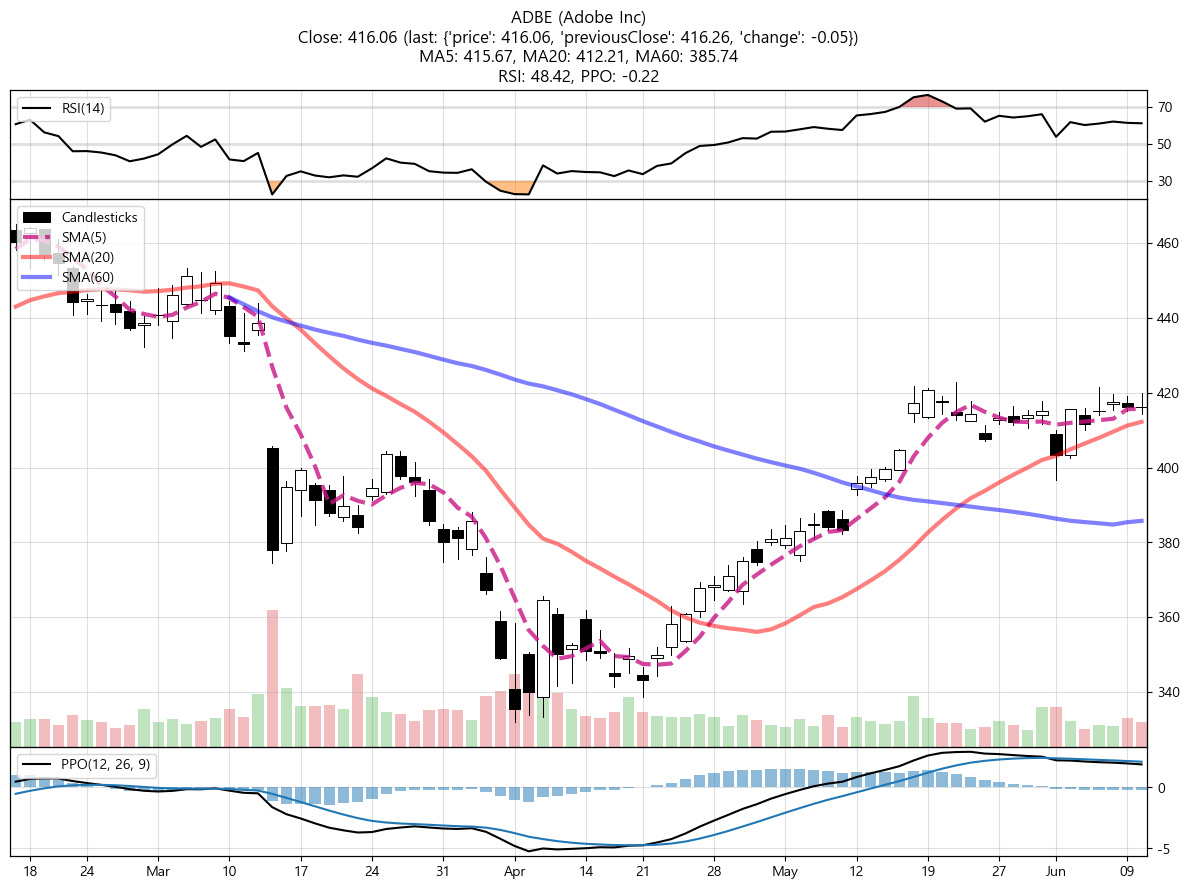 ADBE (Adobe Inc)
Close: 416.06 (last: {'price': 416.06, 'previousClose': 416.26, 'change': -0.05})
MA5: 415.67, MA20: 412.21, MA60: 385.74
RSI: 48.42, PPO: -0.22
RSI(14)
70
50
30
Candlesticks
SMA(5)
SMA(20)
SMA(60)
460
440
420
400
380
360
340
PPO(12, 26, 9)
0
-5
18 24 Mar 10 17 24 31 Apr 14 21 28 May 12 19 27 Jun 09